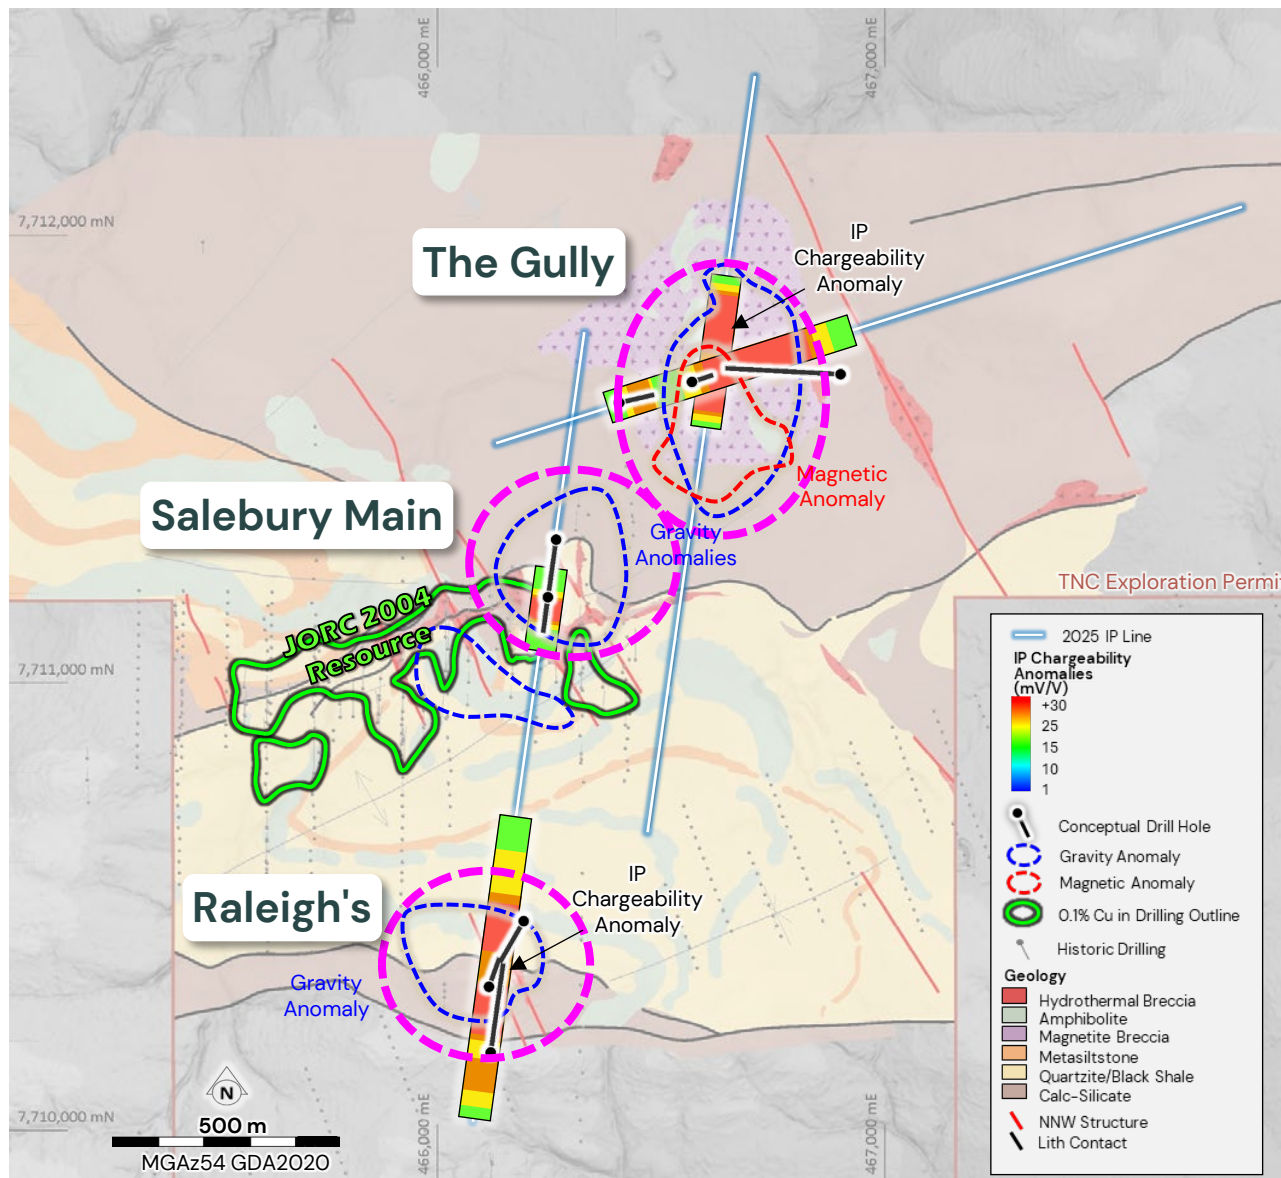 466,000 mE
467,000 mE
7,712,000 mN
The Gully
IP
Chargeability
Anomaly
Magnetic
Anomaly
Salebury Main
Gravity
Anomalies
JORC 2004
Resource
TNC Exploration Permi
7,711,000 mN
2025 IP Line
IP Chargeability
Anomalies
(mV/V)
+30
25
15
10
1
Conceptual Drill Hole
Gravity Anomaly
Magnetic Anomaly
0.1% Cu in Drilling Outline
Historic Drilling
Geology
Hydrothermal Breccia
Amphibolite
Magnetite Breccia
Metasiltstone
Quartzite/Black Shale
Calc-Silicate
NNW Structure
Lith Contact
Raleigh's
IP
Chargeability
Anomaly
Gravity
Anomaly
N
7,710,000 mN
500 m
MGAz54 GDA2020
466,000 mE
467,000 mE